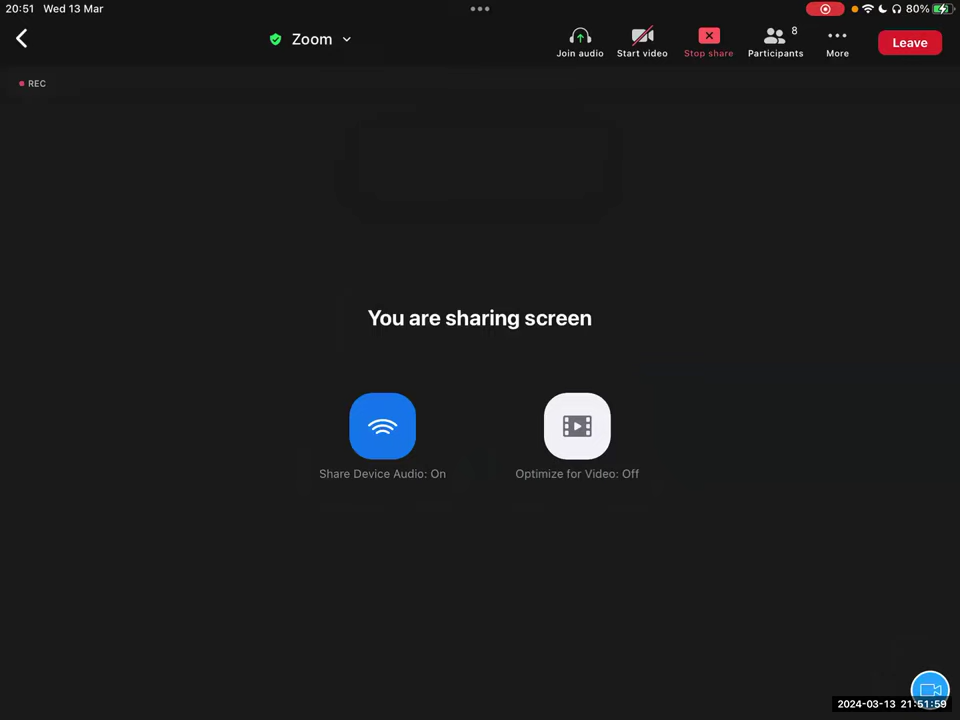 20:51 Wed 13 Mar
80%
Zoom
Join audio
Start video
Stop share
Participants
8
More
Leave
REC
You are sharing screen
Share Device Audio: On
Optimize for Video: Off
2024-03-13 21:51:59